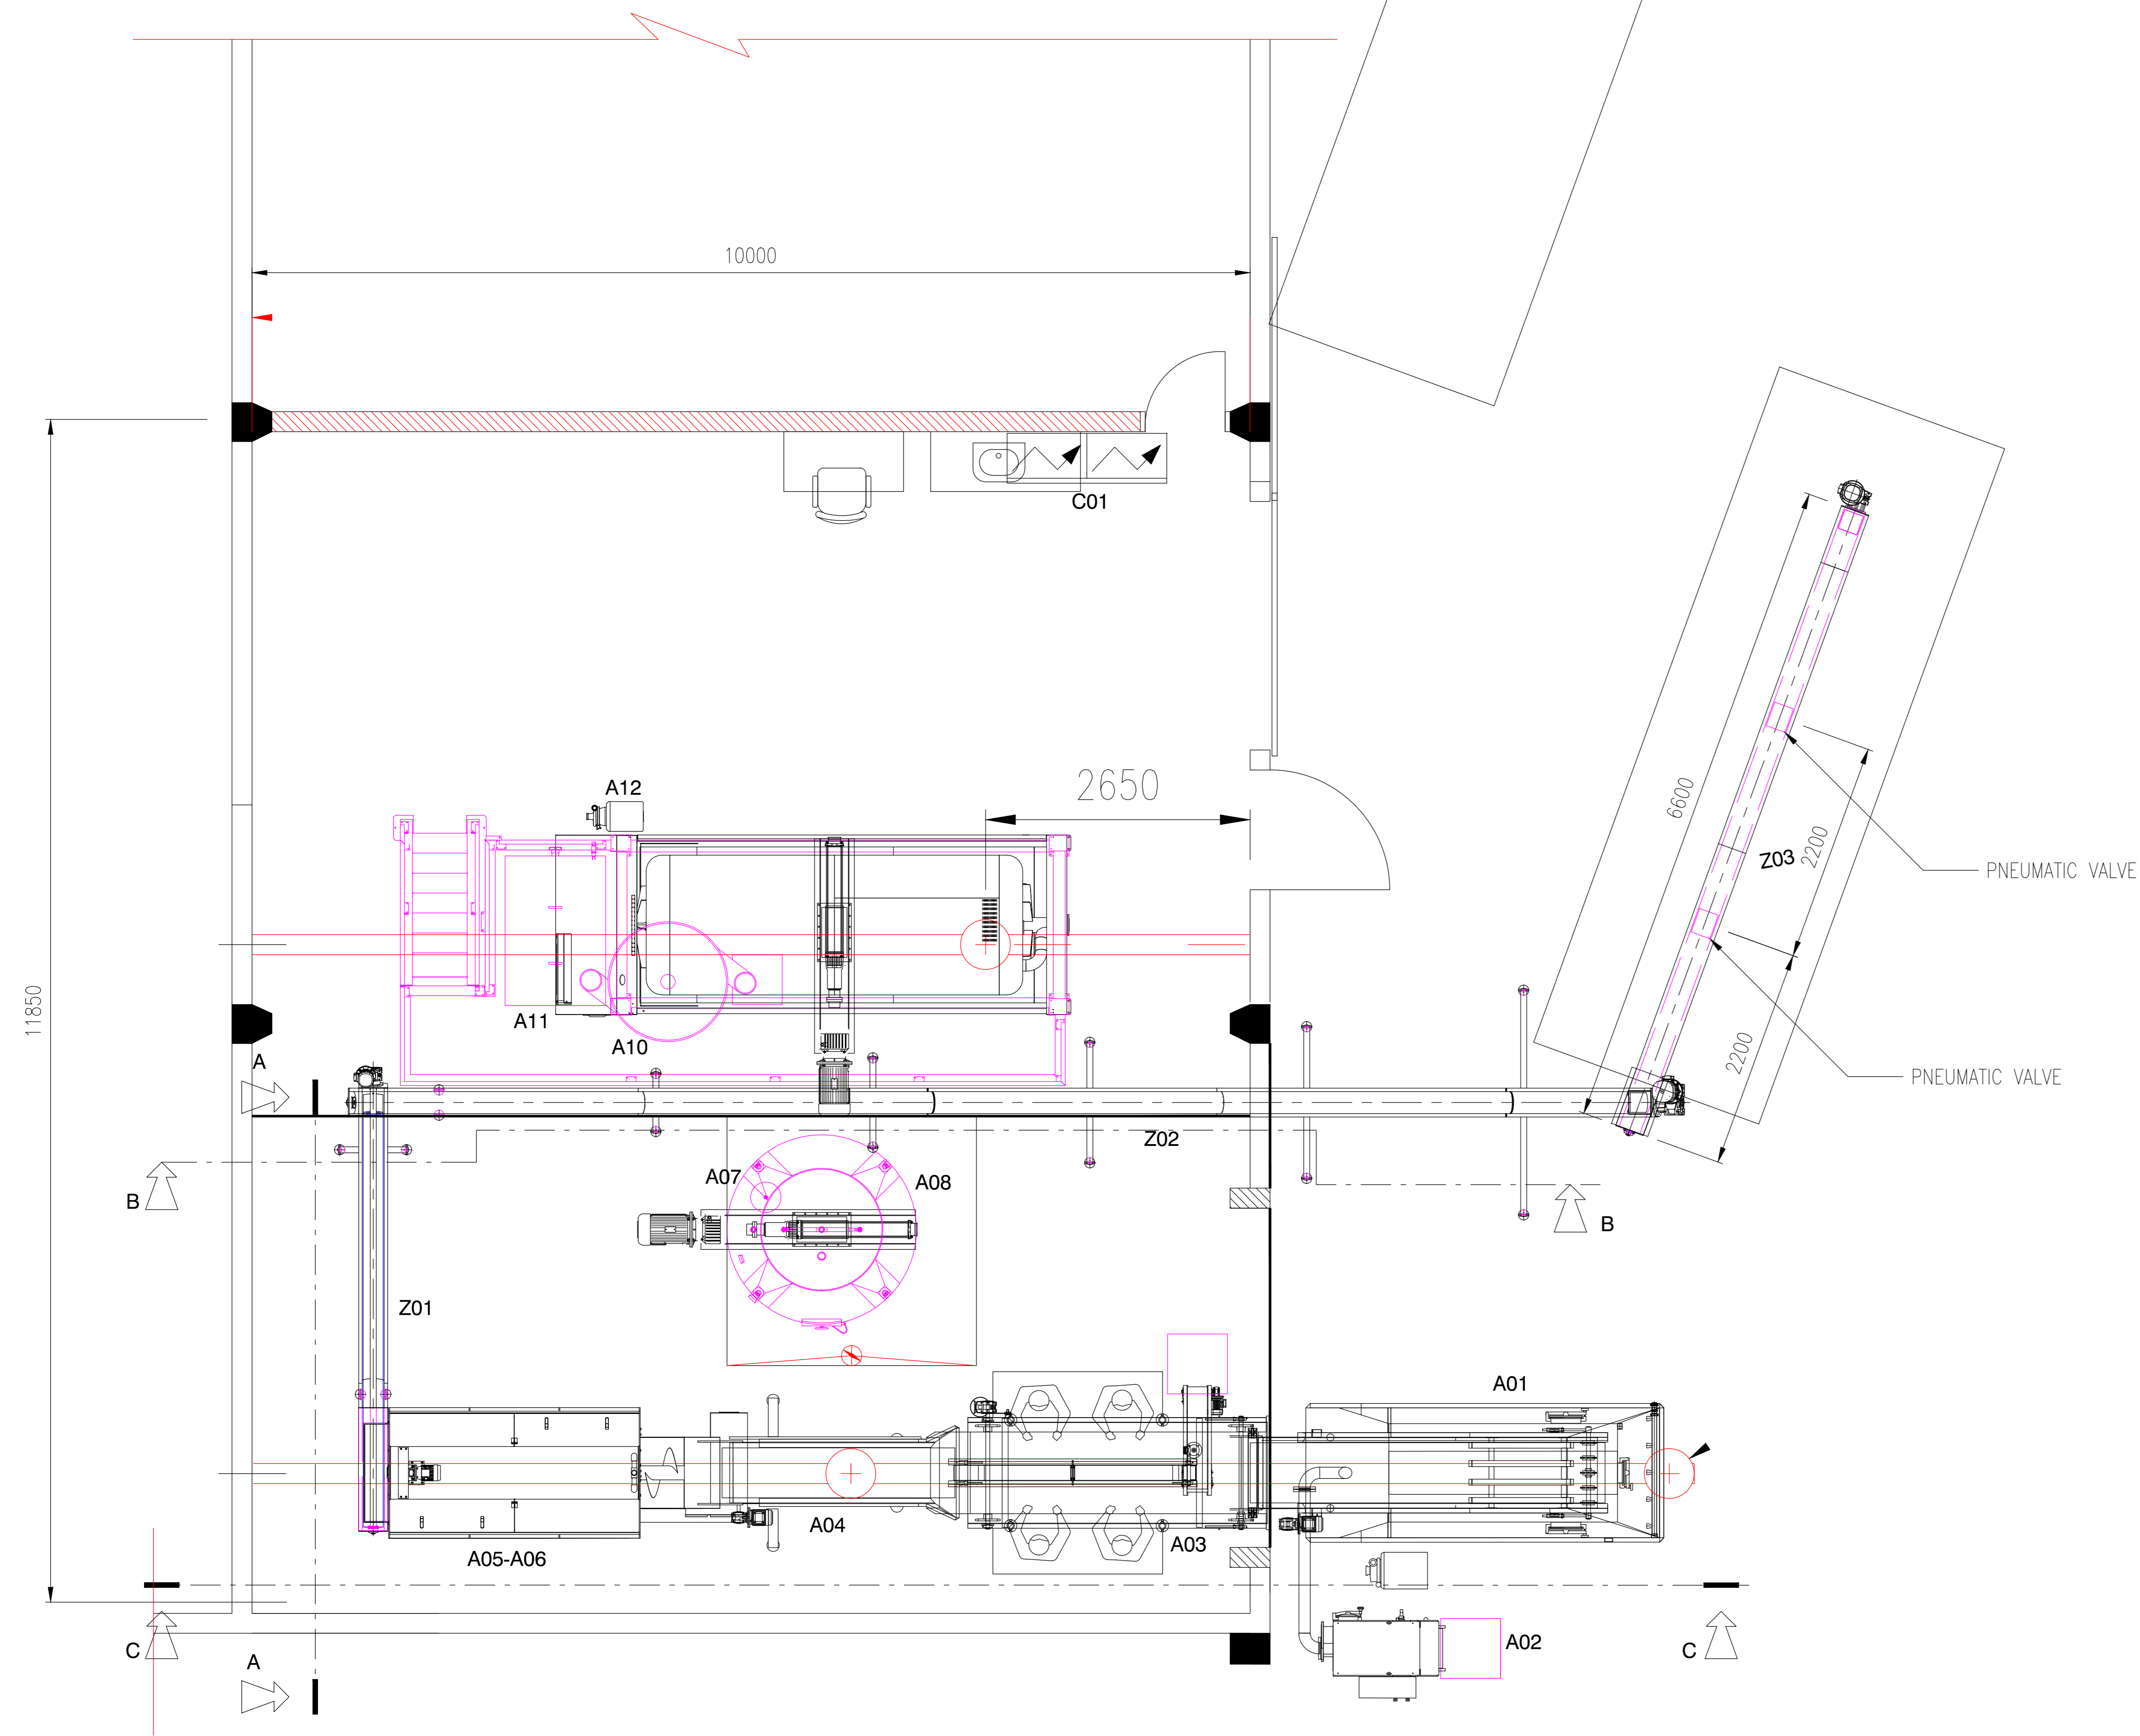 10000
C01
A12
2650
6600
Z03
2200
PNEUMATIC VALVE
11850
A11
A10
A
2200
PNEUMATIC VALVE
Z02
A07
A08
B
B
Z01
A01
A04
A03
A05-A06
C
A
A02
C